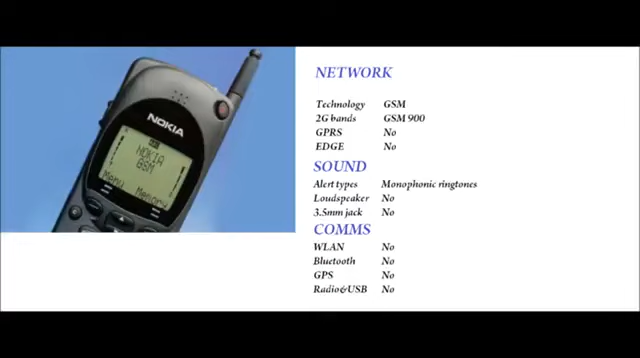 NOKIA
NOKIA
GSM
Menu Memory
NETWORK
Technology GSM
2G bands GSM 900
GPRS No
EDGE No
SOUND
Alert types Monophonic ringtones
Loudspeaker No
3.5mm jack No
COMMS
WLAN No
Bluetooth No
GPS No
Radio&USB No